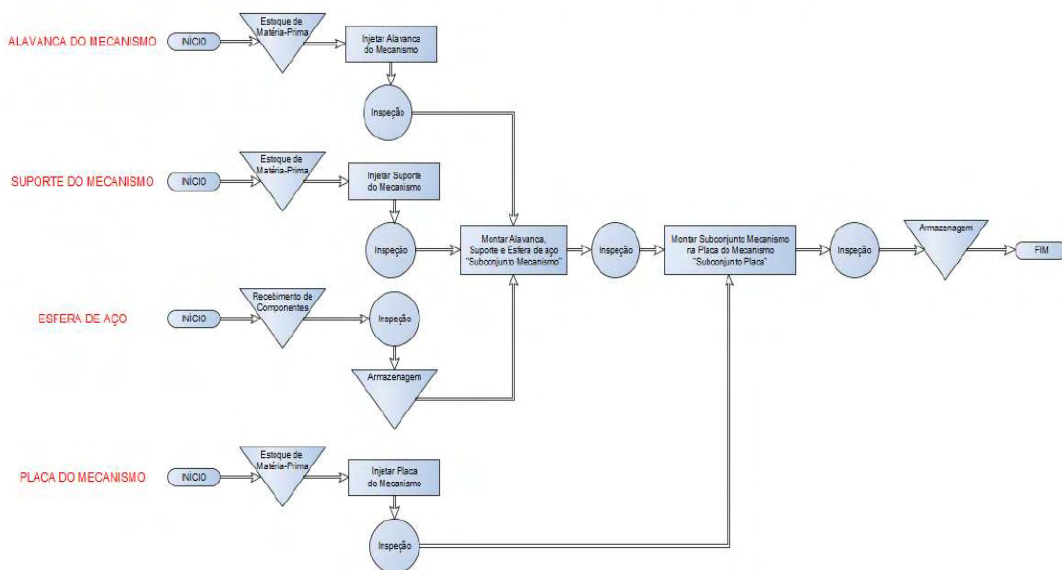 ALAVANCA DO MECANISMO
INÍCIO
Estoque de
Matéria-Prima
Injetar Alavanca
do Mecanismo
Inspeção
SUPORTE DO MECANISMO
INÍCIO
Estoque de
Matéria-Prima
Injetar Suporte
do Mecanismo
Inspeção
Montar Alavanca,
Suporte e Esfera de aço
"Subconjunto Mecanismo"
Inspeção
Montar Subconjunto Mecanismo
na Placa do Mecanismo
"Subconjunto Placa"
Inspeção
Armazenagem
FIM
ESFERA DE AÇO
INÍCIO
Recebimento de
Componentes
Inspeção
Armazenagem
PLACA DO MECANISMO
INÍCIO
Estoque de
Matéria-Prima
Injetar Placa
do Mecanismo
Inspeção